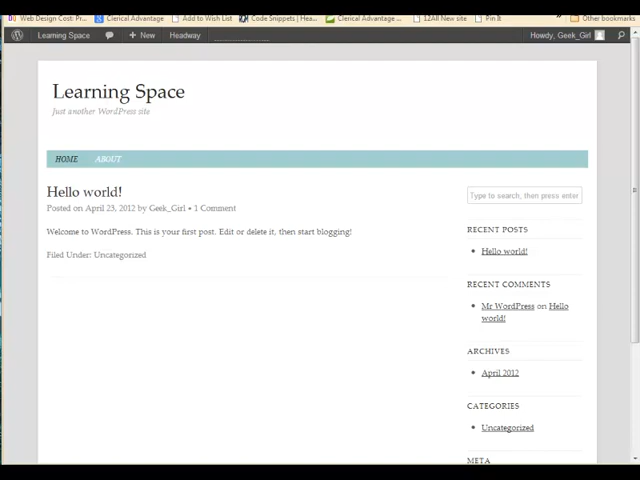 Web Design Cost: Pr... Clerical Advantage Add to Wish List Code Snippets | Hea... Clerical Advantage ... 12All New site Pin It » Other bookmarks
Learning Space + New Headway Howdy, Geek_Girl
Learning Space
Just another WordPress site
HOME ABOUT
Hello world!
Posted on April 23, 2012 by Geek_Girl • 1 Comment
Welcome to WordPress. This is your first post. Edit or delete it, then start blogging!
Filed Under: Uncategorized
Type to search, then press enter
RECENT POSTS
Hello world!
RECENT COMMENTS
Mr WordPress on Hello
world!
ARCHIVES
April 2012
CATEGORIES
Uncategorized
META